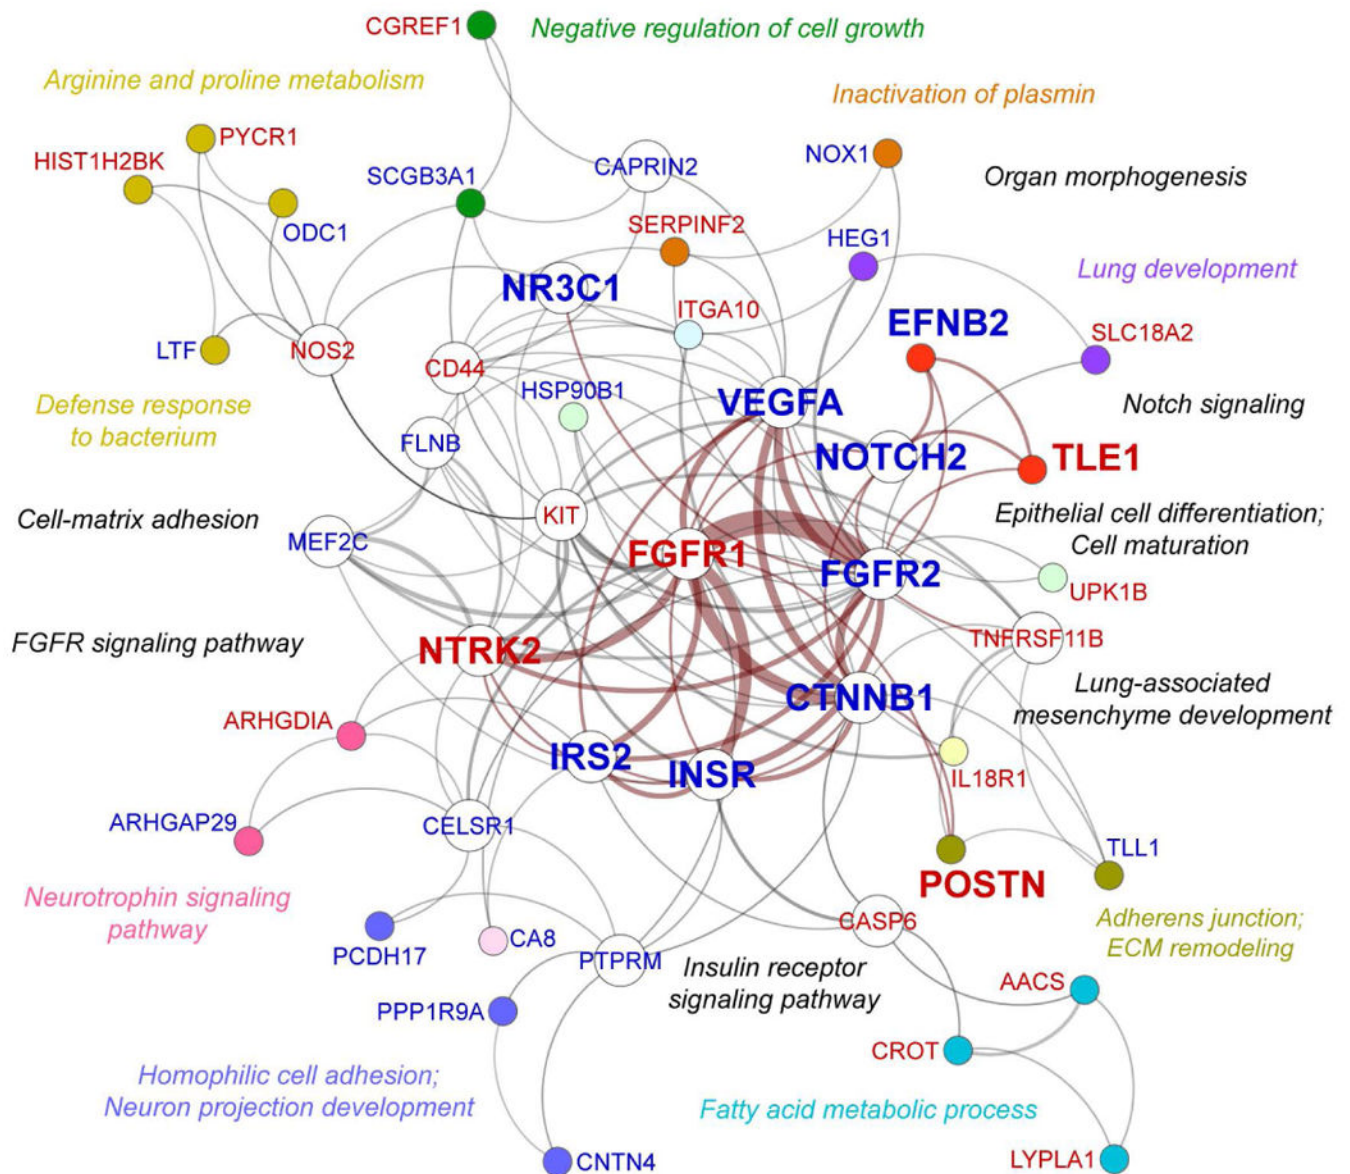 CGREF1
Negative regulation of cell growth
Arginine and proline metabolism
Inactivation of plasmin
PYCR1
HIST1H2BK
NOX1
CAPRIN2
SCGB3A1
Organ morphogenesis
ODC1
SERPINF2
HEG1
Lung development
NR3C1
ITGA10
EFNB2
SLC18A2
LTF
NOS2
CD44
HSP90B1
VEGFA
Defense response
to bacterium
Notch signaling
FLNB
NOTCH2
TLE1
Cell-matrix adhesion
KIT
Epithelial cell differentiation;
Cell maturation
MEF2C
FGFR1
FGFR2
UPK1B
FGFR signaling pathway
NTRK2
TNFRSF11B
Lung-associated
mesenchyme development
CTNNB1
ARHGDIA
IRS2
INSR
IL18R1
ARHGAP29
CELSR1
TLL1
POSTN
Neurotrophin signaling
pathway
CASP6
Adherens junction;
ECM remodeling
PCDH17
CA8
PTPRM
Insulin receptor
signaling pathway
AACS
PPP1R9A
CROT
Homophilic cell adhesion;
Neuron projection development
Fatty acid metabolic process
CNTN4
LYPLA1